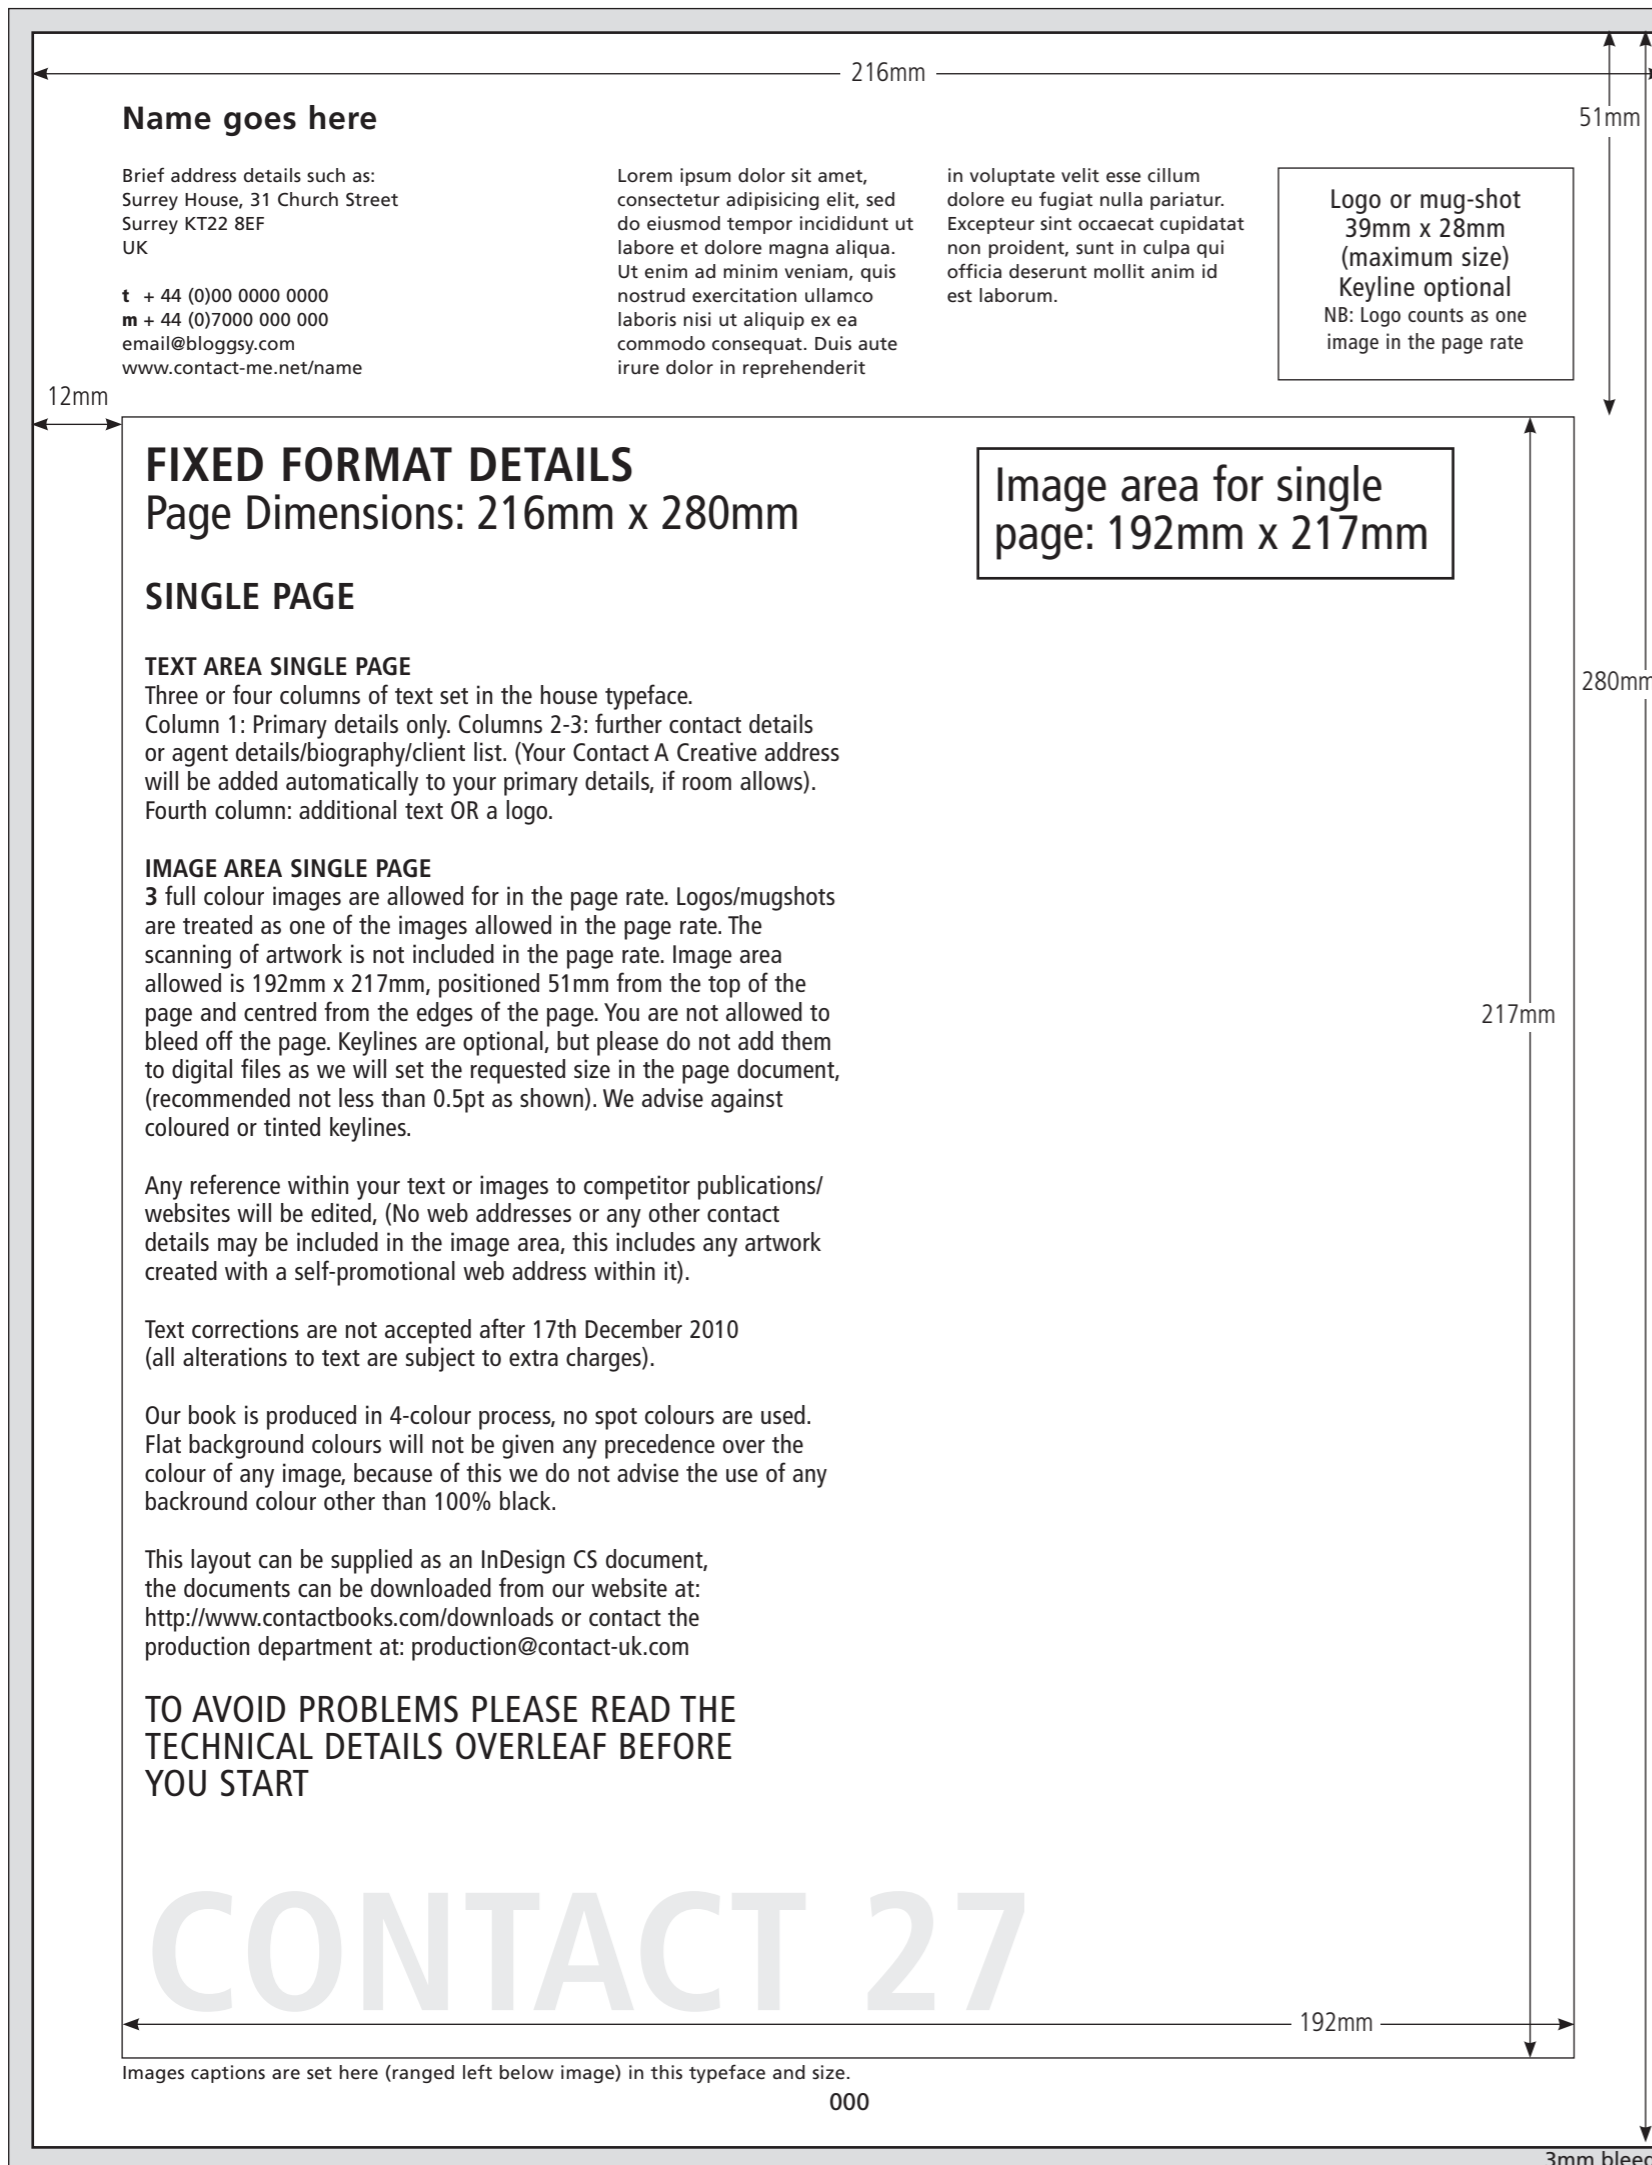 216mm
51mm
Name goes here
Brief address details such as:
Surrey House, 31 Church Street
Surrey KT22 8EF
UK
t + 44 (0)00 0000 0000
m + 44 (0)7000 000 000
email@bloggsy.com
www.contact-me.net/name
Lorem ipsum dolor sit amet,
consectetur adipisicing elit, sed
do eiusmod tempor incididunt ut
labore et dolore magna aliqua.
Ut enim ad minim veniam, quis
nostrud exercitation ullamco
laboris nisi ut aliquip ex ea
commodo consequat. Duis aute
irure dolor in reprehenderit
in voluptate velit esse cillum
dolore eu fugiat nulla pariatur.
Excepteur sint occaecat cupidatat
non proident, sunt in culpa qui
officia deserunt mollit anim id
est laborum.
Logo or mug-shot
39mm x 28mm
(maximum size)
Keyline optional
NB: Logo counts as one
image in the page rate
12mm
FIXED FORMAT DETAILS
Page Dimensions: 216mm x 280mm
Image area for single
page: 192mm x 217mm
SINGLE PAGE
TEXT AREA SINGLE PAGE
Three or four columns of text set in the house typeface.
Column 1: Primary details only. Columns 2-3: further contact details
or agent details/biography/client list. (Your Contact A Creative address
will be added automatically to your primary details, if room allows).
Fourth column: additional text OR a logo.
280mm
IMAGE AREA SINGLE PAGE
3 full colour images are allowed for in the page rate. Logos/mugshots
are treated as one of the images allowed in the page rate. The
scanning of artwork is not included in the page rate. Image area
allowed is 192mm x 217mm, positioned 51mm from the top of the
page and centred from the edges of the page. You are not allowed to
bleed off the page. Keylines are optional, but please do not add them
to digital files as we will set the requested size in the page document,
(recommended not less than 0.5pt as shown). We advise against
coloured or tinted keylines.
217mm
Any reference within your text or images to competitor publications/
websites will be edited, (No web addresses or any other contact
details may be included in the image area, this includes any artwork
created with a self-promotional web address within it).
Text corrections are not accepted after 17th December 2010
(all alterations to text are subject to extra charges).
Our book is produced in 4-colour process, no spot colours are used.
Flat background colours will not be given any precedence over the
colour of any image, because of this we do not advise the use of any
backround colour other than 100% black.
This layout can be supplied as an InDesign CS document,
the documents can be downloaded from our website at:
http://www.contactbooks.com/downloads or contact the
production department at: production@contact-uk.com
TO AVOID PROBLEMS PLEASE READ THE
TECHNICAL DETAILS OVERLEAF BEFORE
YOU START
CONTACT 27
192mm
Images captions are set here (ranged left below image) in this typeface and size.
000
3mm bleed